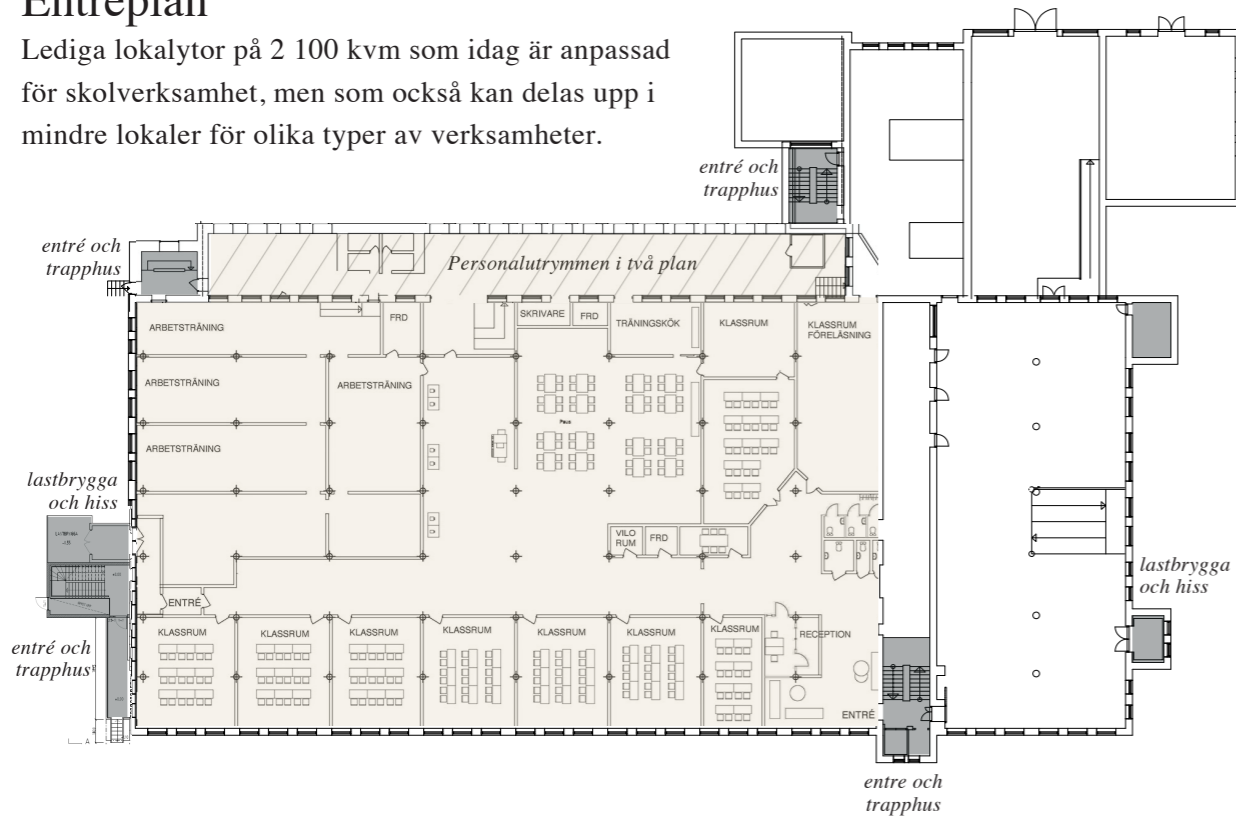 Entréplan
Lediga lokalytor på 2 100 kvm som idag är anpassad
för skolverksamhet, men som också kan delas upp i
mindre lokaler för olika typer av verksamheter.
entré och
trapphus
entré och
trapphus
Personalutrymmen i två plan
ARBETSTRÄNING
FRD
SKRIVARE
FRD
TRÄNINGSKÖK
KLASSRUM
KLASSRUM
FÖRELÄSNING
ARBETSTRÄNING
ARBETSTRÄNING
Paus
ARBETSTRÄNING
lastbrygga
och hiss
VILO
RUM
FRD
lastbrygga
och hiss
ENTRÉ
entré och
trapphus
KLASSRUM
KLASSRUM
KLASSRUM
KLASSRUM
KLASSRUM
KLASSRUM
KLASSRUM
RECEPTION
ENTRÉ
A
entre och
trapphus